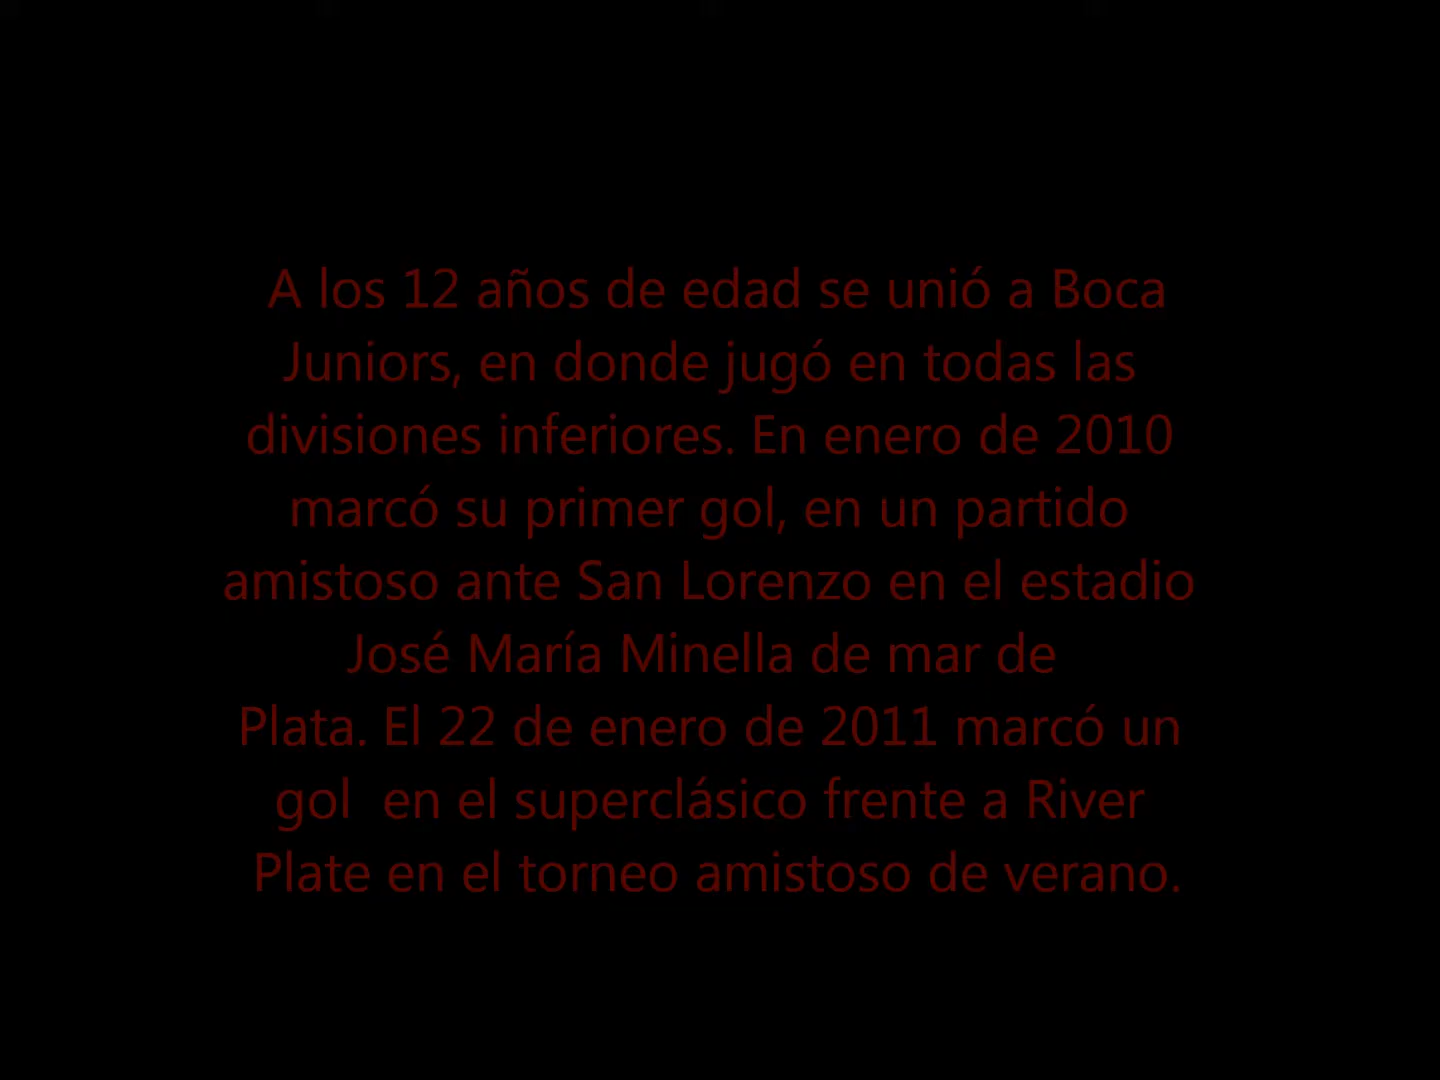 A los 12 años de edad se unió a Boca
Juniors, en donde jugó en todas las
divisiones inferiores. En enero de 2010
marcó su primer gol, en un partido
amistoso ante San Lorenzo en el estadio
José María Minella de mar de
Plata. El 22 de enero de 2011 marcó un
gol  en el superclásico frente a River
Plate en el torneo amistoso de verano.